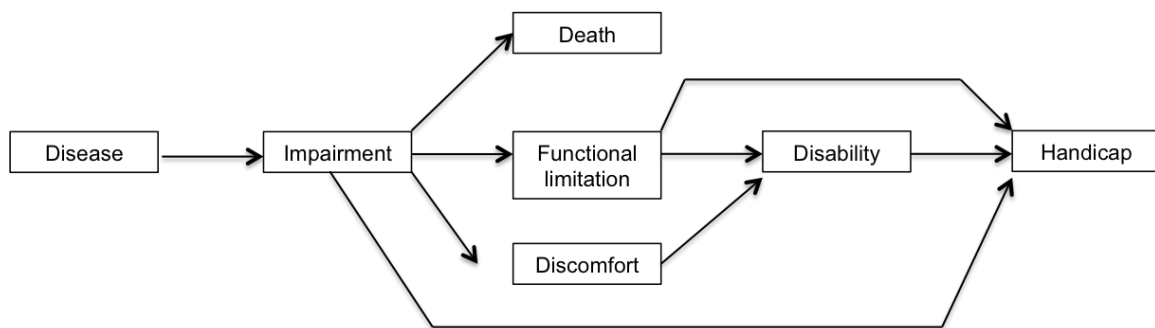 Death
Disease
Impairment
Functional
limitation
Disability
Handicap
Discomfort